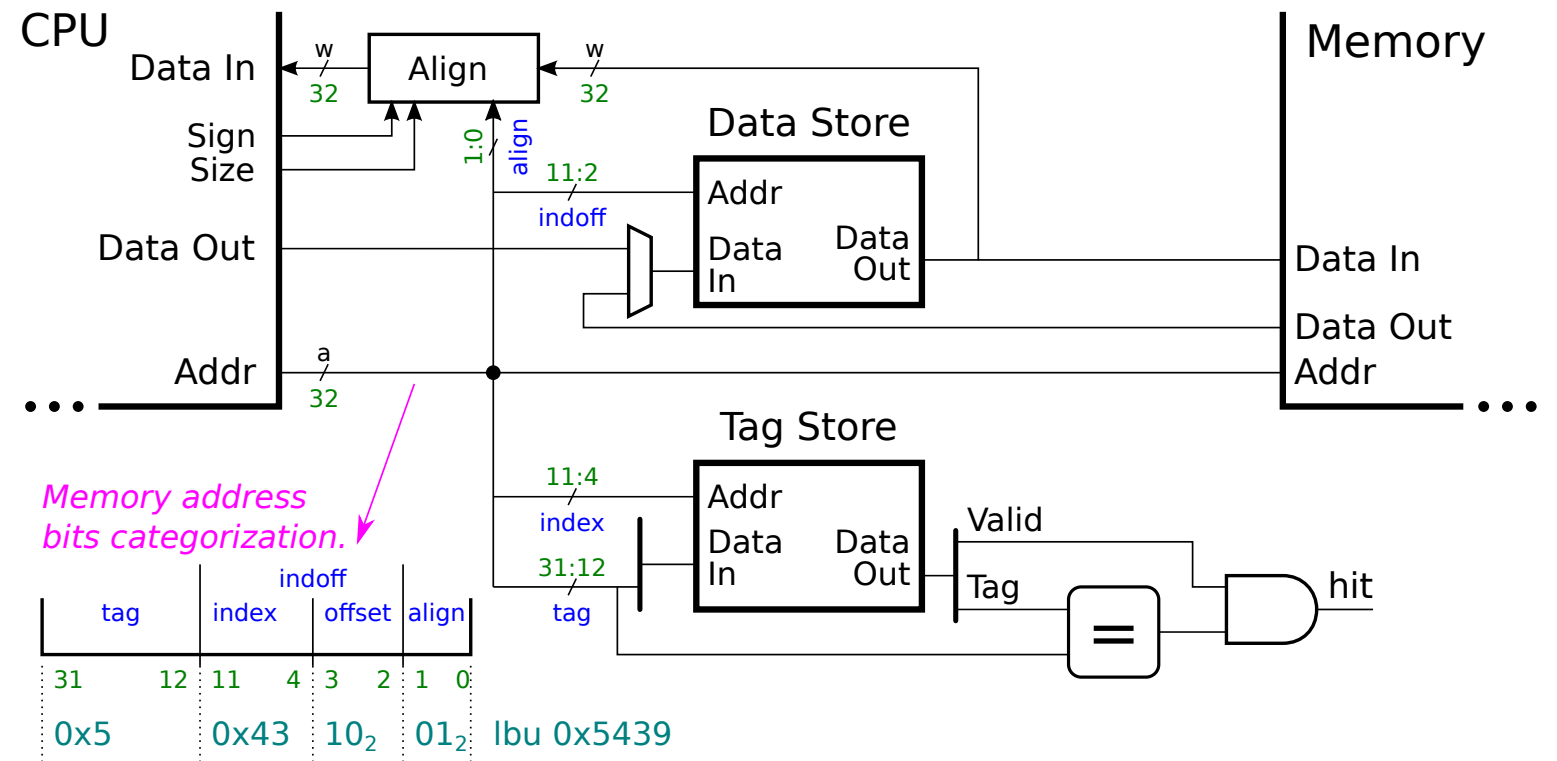 CPU
Memory
Data In
w
32
Align
w
32
Sign
Size
1:0
align
Data Store
11:2
indoff
Addr
Data In
Data Out
Data Out
Data In
Data Out
Addr
a
32
Addr
Tag Store
Memory address
bits categorization.
11:4
index
Addr
Data In
Data Out
31:12
tag
Valid
Tag
=
hit
indoff
tag index offset align
31 12 11 4 3 2 1 0
0x5 0x43 10₂ 01₂ lbu 0x5439